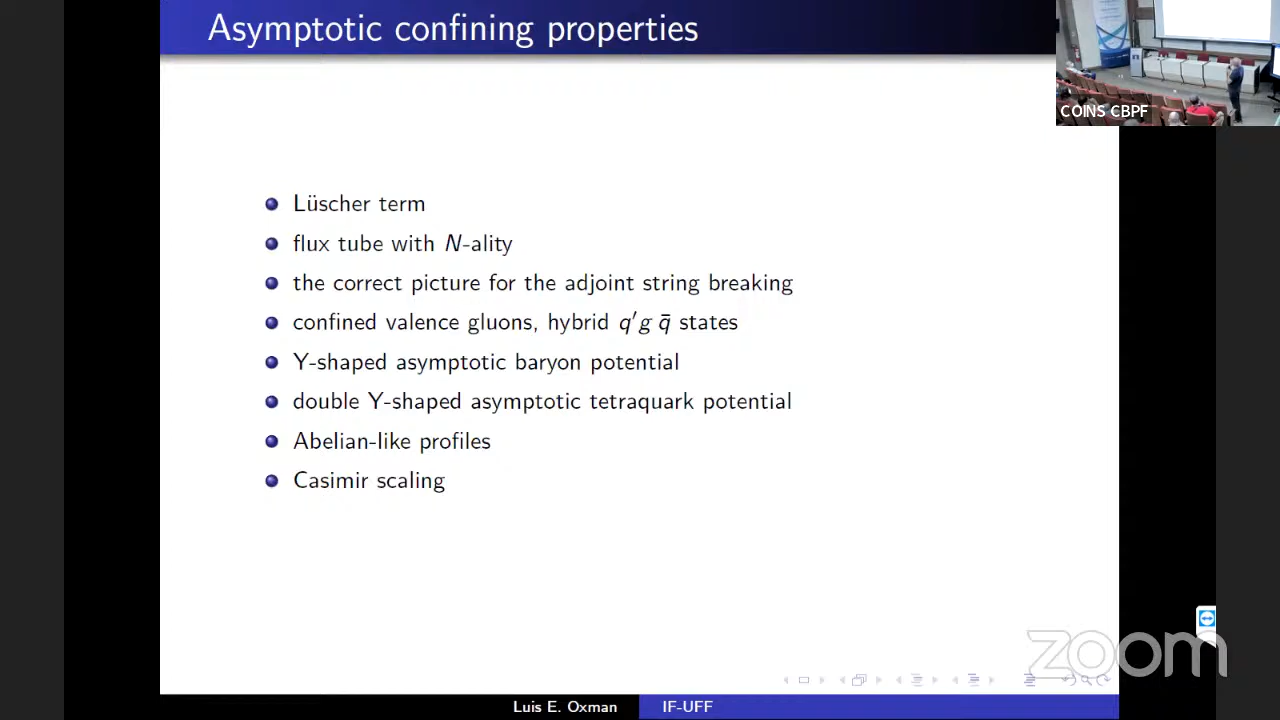 Asymptotic confining properties
COINS CBPF
Lüscher term
flux tube with N-ality
the correct picture for the adjoint string breaking
confined valence gluons, hybrid q′g q̄ states
Y-shaped asymptotic baryon potential
double Y-shaped asymptotic tetraquark potential
Abelian-like profiles
Casimir scaling
zoom
Luis E. Oxman IF-UFF